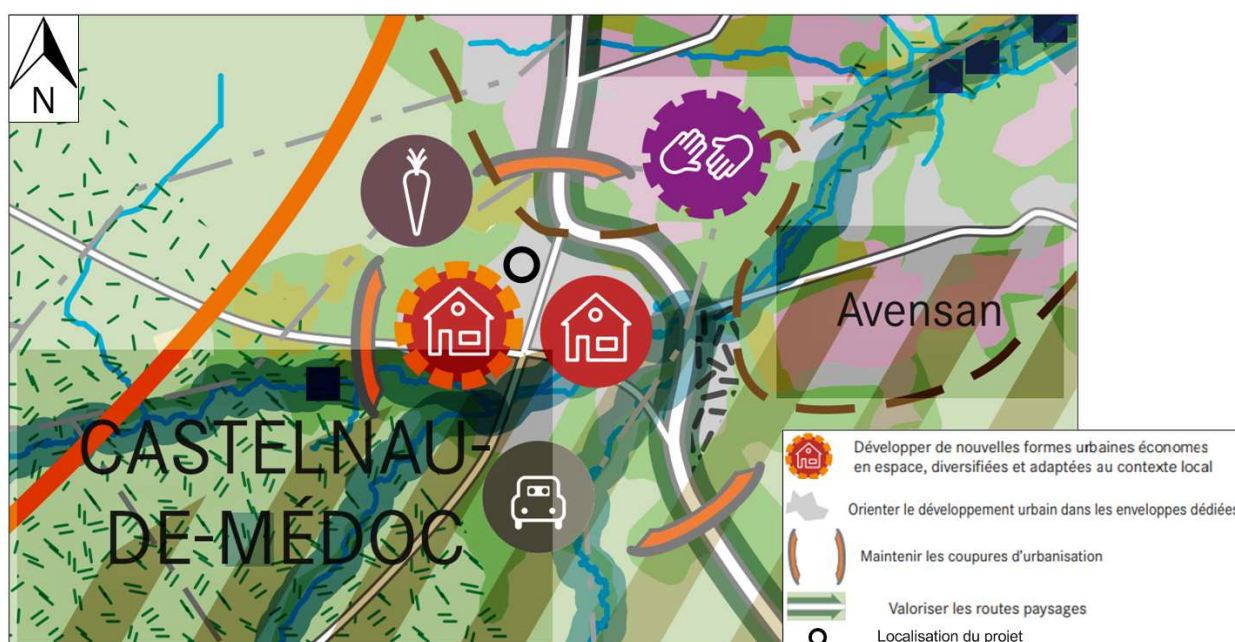 N
Avensan
CASTELNAU-
DE-MÉDOC
Développer de nouvelles formes urbaines économes
en espace, diversifiées et adaptées au contexte local
Orienter le développement urbain dans les enveloppes dédiées
Maintenir les coupures d'urbanisation
Valoriser les routes paysages
Localisation du projet